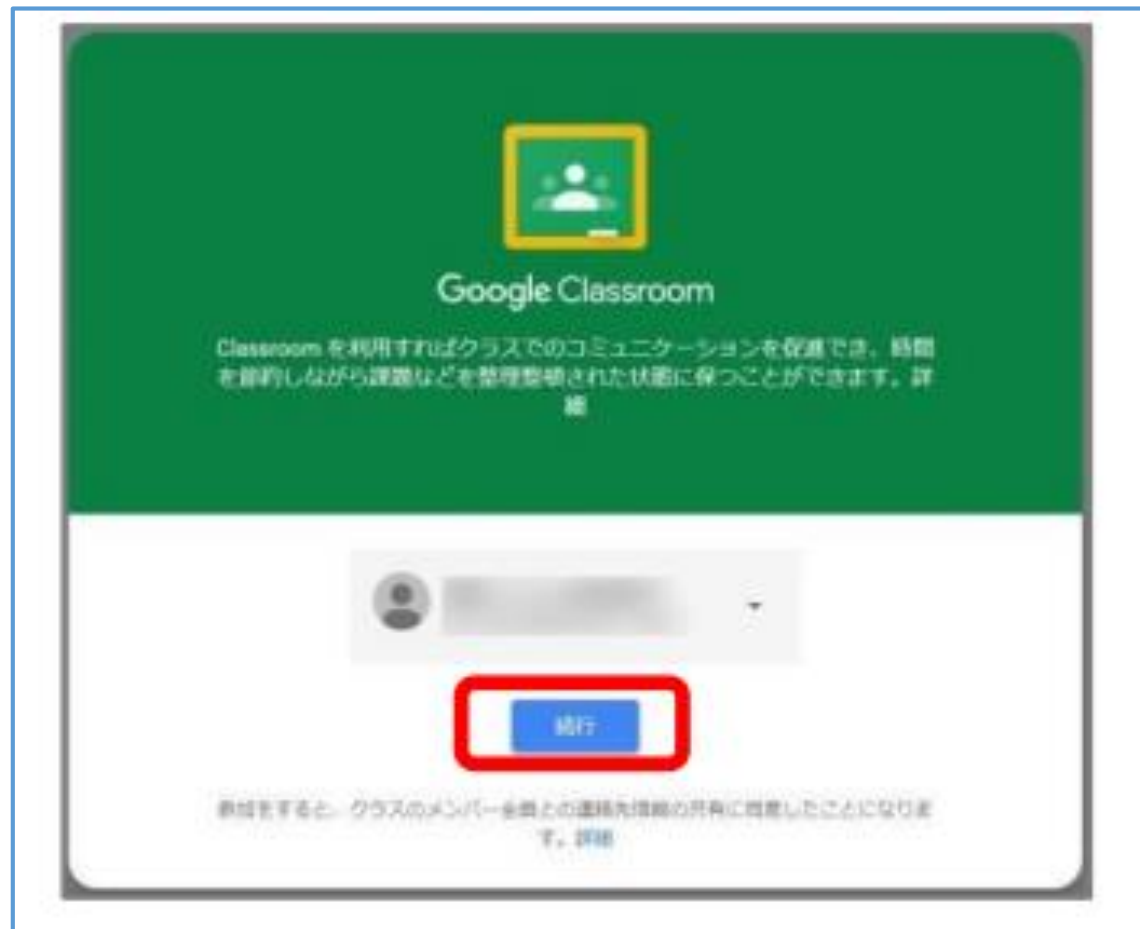 Google Classroom
Classroom を利用すればクラスでのコミュニケーションを促進でき、時間
を節約しながら課題などを整理整頓された状態に保つことができます。詳
細
続行
参加をすると、クラスのメンバー全員との連絡先情報の共有に同意したことになりま
す。詳細